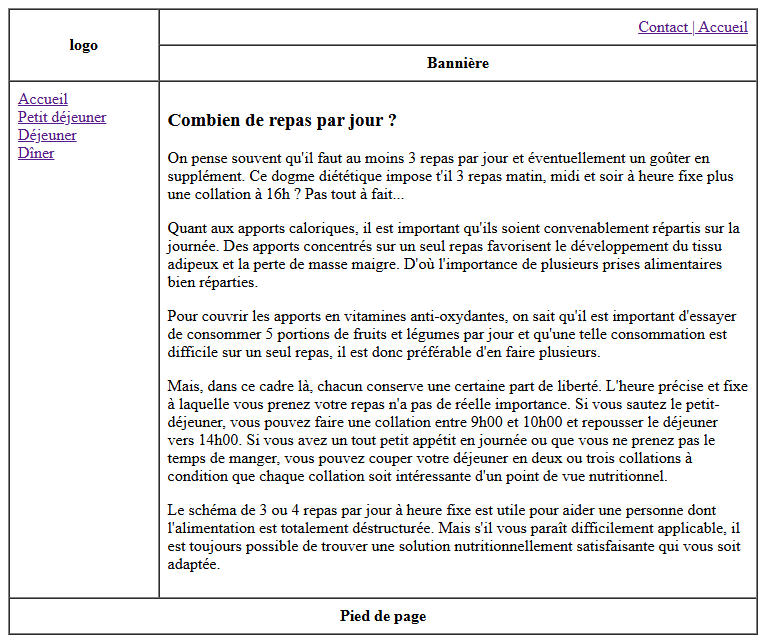 logo
Contact | Accueil
Bannière
Accueil
Petit déjeuner
Déjeuner
Dîner
Combien de repas par jour ?
On pense souvent qu'il faut au moins 3 repas par jour et éventuellement un goûter en
supplément. Ce dogme diététique impose t'il 3 repas matin, midi et soir à heure fixe plus
une collation à 16h ? Pas tout à fait...
Quant aux apports caloriques, il est important qu'ils soient convenablement répartis sur la
journée. Des apports concentrés sur un seul repas favorisent le développement du tissu
adipeux et la perte de masse maigre. D'où l'importance de plusieurs prises alimentaires
bien réparties.
Pour couvrir les apports en vitamines anti-oxydantes, on sait qu'il est important d'essayer
de consommer 5 portions de fruits et légumes par jour et qu'une telle consommation est
difficile sur un seul repas, il est donc préférable d'en faire plusieurs.
Mais, dans ce cadre là, chacun conserve une certaine part de liberté. L'heure précise et fixe
à laquelle vous prenez votre repas n'a pas de réelle importance. Si vous sautez le petit-
déjeuner, vous pouvez faire une collation entre 9h00 et 10h00 et repousser le déjeuner
vers 14h00. Si vous avez un tout petit appétit en journée ou que vous ne prenez pas le
temps de manger, vous pouvez couper votre déjeuner en deux ou trois collations à
condition que chaque collation soit intéressante d'un point de vue nutritionnel.
Le schéma de 3 ou 4 repas par jour à heure fixe est utile pour aider une personne dont
l'alimentation est totalement déstructurée. Mais s'il vous paraît difficilement applicable, il
est toujours possible de trouver une solution nutritionnellement satisfaisante qui vous soit
adaptée.
Pied de page